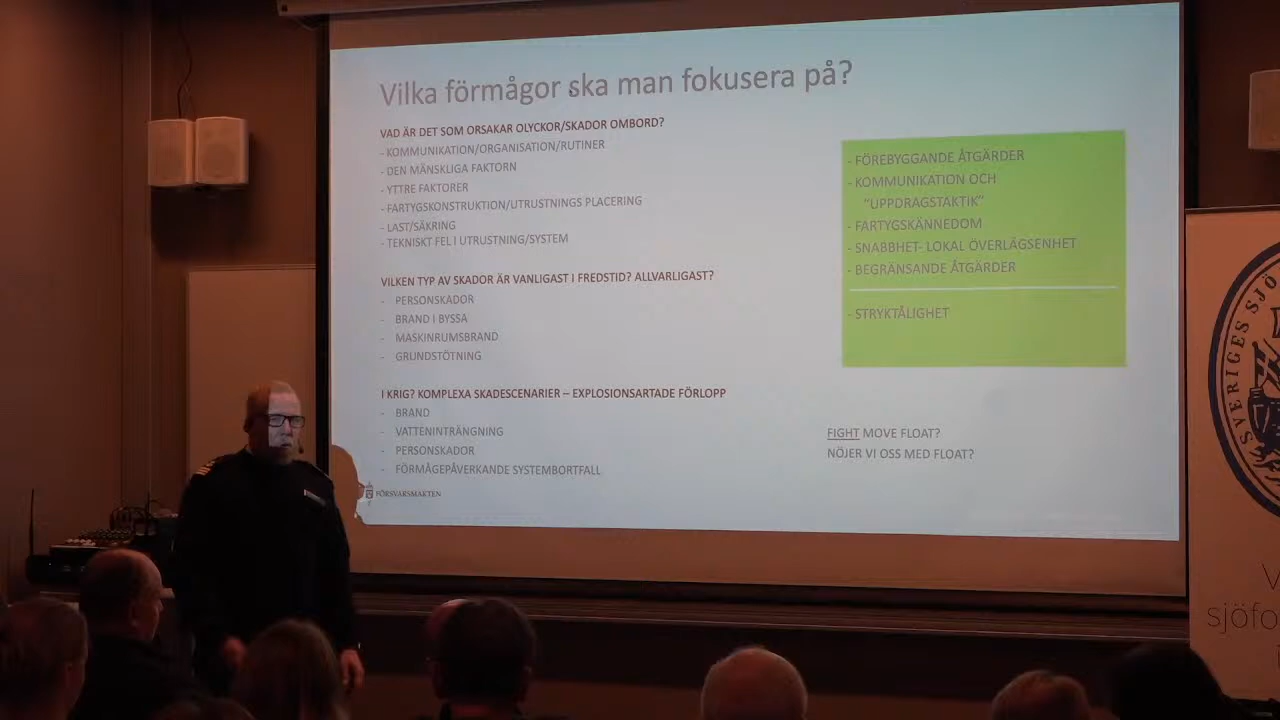 Vilka förmågor ska man fokusera på?
VAD ÄR DET SOM ORSAKAR OLYCKOR/SKADOR OMBORD?
- KOMMUNIKATION/ORGANISATION/RUTINER
- DEN MÄNSKLIGA FAKTORN
- YTTRE FAKTORER
- FARTYGSKONSTRUKTION/UTRUSTNINGS PLACERING
- LAST/SÄKRING
- TEKNISKT FEL I UTRUSTNING/SYSTEM
VILKEN TYP AV SKADOR ÄR VANLIGAST I FREDSTID? ALLVARLIGAST?
- PERSONSKADOR
- BRAND I BYSSA
- MASKINRUMSBRAND
- GRUNDSTÖTNING
I KRIG? KOMPLEXA SKADESCENARIER – EXPLOSIONSARTADE FÖRLOPP
- BRAND
- VATTENINTRÄNGNING
- PERSONSKADOR
- FÖRMÅGEPÅVERKANDE SYSTEMBORTFALL
FÖRSVARSMAKTEN
- FÖREBYGGANDE ÅTGÄRDER
- KOMMUNIKATION OCH
"UPPDRAGSTAKTIK"
- FARTYGSKÄNNEDOM
- SNABBHET- LOKAL ÖVERLÄGSENHET
- BEGRÄNSANDE ÅTGÄRDER
- STRYKTÅLIGHET
FIGHT MOVE FLOAT?
NÖJER VI OSS MED FLOAT?
SVERIGES SJÖ
V
sjöfo